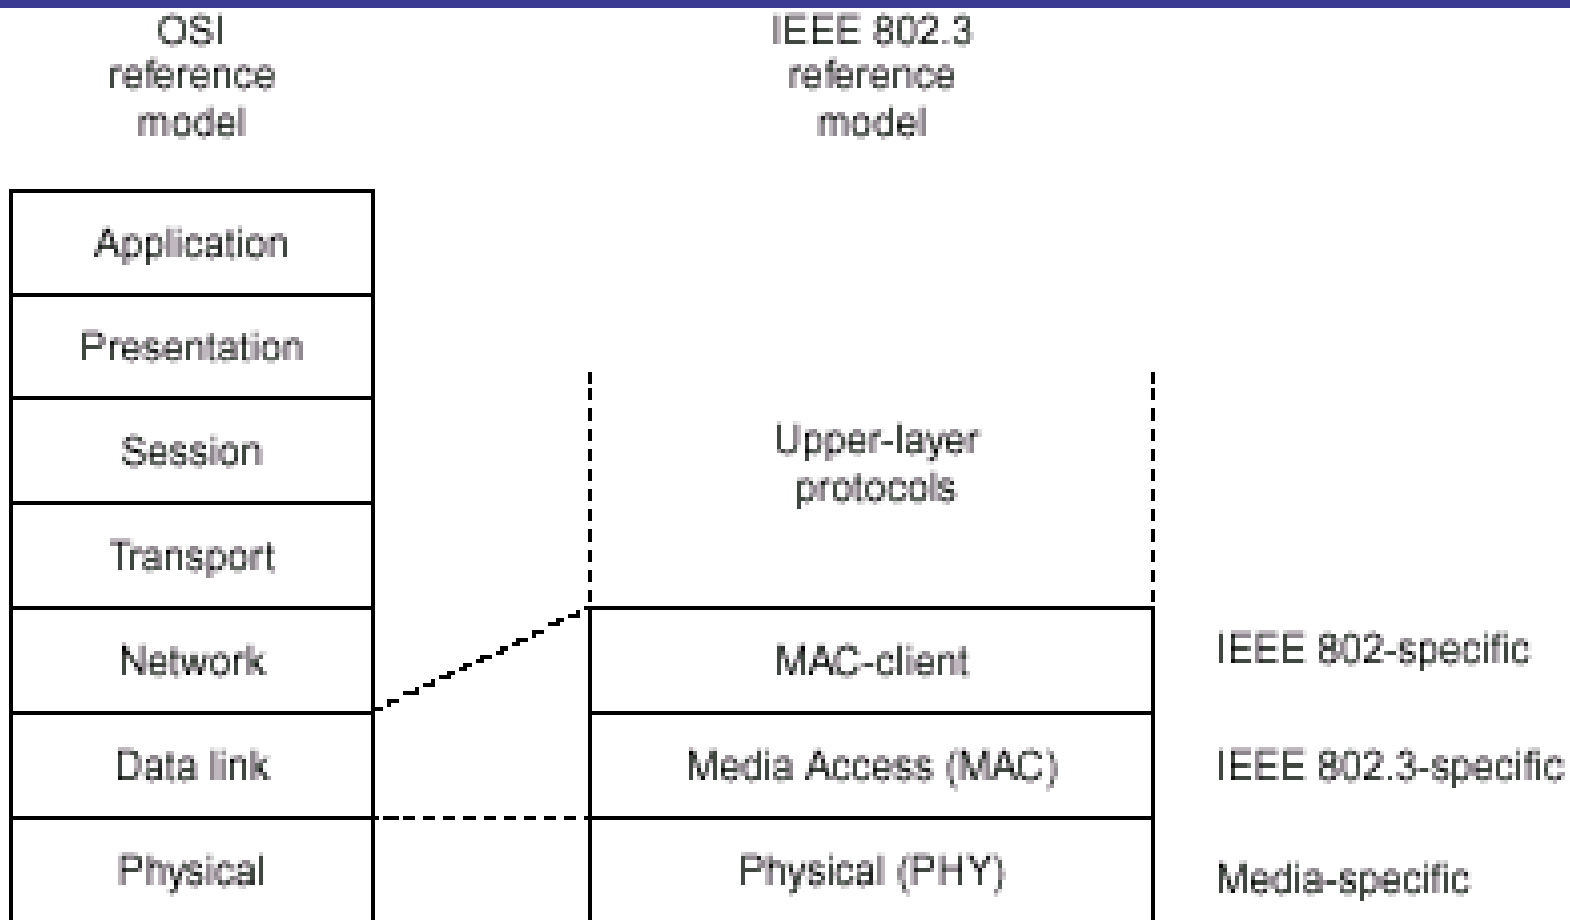 OSI
reference
model
IEEE 802.3
reference
model
Application
Presentation
Session
Transport
Network
Data link
Physical
Upper-layer
protocols
MAC-client
Media Access (MAC)
Physical (PHY)
IEEE 802-specific
IEEE 802.3-specific
Media-specific